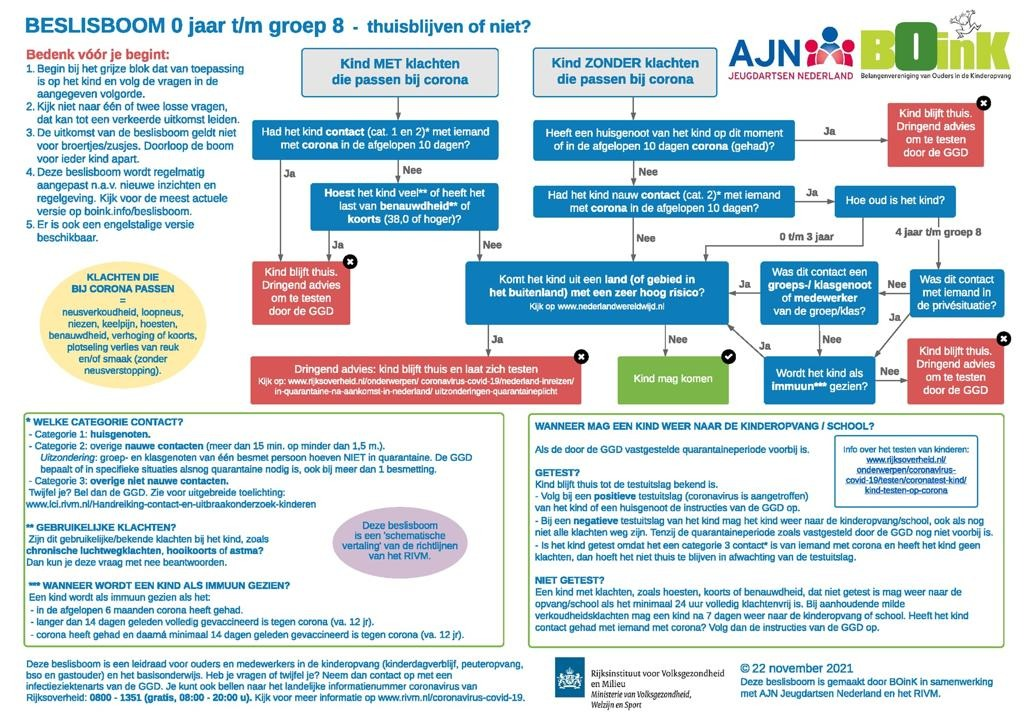 BESLISBOOM 0 jaar t/m groep 8 - thuisblijven of niet?
AJN
JEUGDARTSEN NEDERLAND
BOinK
Belangenvereniging van Ouders in de Kinderopvang
Bedenk vóór je begint:
1. Begin bij het grijze blok dat van toepassing
is op het kind en volg de vragen in de
aangegeven volgorde.
2. Kijk niet naar één of twee losse vragen,
dat kan tot een verkeerde uitkomst leiden.
3. De uitkomst van de beslisboom geldt niet
voor broertjes/zusjes. Doorloop de boom
voor ieder kind apart.
4. Deze beslisboom wordt regelmatig
aangepast n.a.v. nieuwe inzichten en
regelgeving. Kijk voor de meest actuele
versie op boink.info/beslisboom.
5. Er is ook een engelstalige versie
beschikbaar.
KLACHTEN DIE
BIJ CORONA PASSEN
=
neusverkoudheid, loopneus,
niezen, keelpijn, hoesten,
benauwdheid, verhoging of koorts,
plotseling verlies van reuk
en/of smaak (zonder
neusverstopping).
Kind MET klachten
die passen bij corona
Had het kind contact (cat. 1 en 2)* met iemand
met corona in de afgelopen 10 dagen?
Ja
Nee
Hoest het kind veel** of heeft het
last van benauwdheid** of
koorts (38,0 of hoger)?
Ja
Nee
Kind blijft thuis.
Dringend advies
om te testen
door de GGD
Kind ZONDER klachten
die passen bij corona
Heeft een huisgenoot van het kind op dit moment
of in de afgelopen 10 dagen corona (gehad)?
Ja
Kind blijft thuis.
Dringend advies
om te testen
door de GGD
Nee
Had het kind nauw contact (cat. 2)* met iemand
met corona in de afgelopen 10 dagen?
Ja
Hoe oud is het kind?
Nee
0 t/m 3 jaar
4 jaar t/m groep 8
Komt het kind uit een land (of gebied in
het buitenland) met een zeer hoog risico?
Kijk op www.nederlandwereldwijd.nl
Ja
Was dit contact een
groeps-/ klasgenoot
of medewerker
van de groep/klas?
Nee
Was dit contact
met iemand in de
privésituatie?
Ja
Nee
Ja
Nee
Ja
Dringend advies: kind blijft thuis en laat zich testen
Kijk op: www.rijksoverheid.nl/onderwerpen/ coronavirus-covid-19/nederland-inreizen/
in-quarantaine-na-aankomst-in-nederland/ uitzonderingen-quarantaineplicht
Kind mag komen
Wordt het kind als
immuun*** gezien?
Nee
Kind blijft thuis.
Dringend advies
om te testen
door de GGD
* WELKE CATEGORIE CONTACT?
- Categorie 1: huisgenoten.
- Categorie 2: overige nauwe contacten (meer dan 15 min. op minder dan 1,5 m.).
Uitzondering: groep- en klasgenoten van één besmet persoon hoeven NIET in quarantaine. De GGD
bepaalt of in specifieke situaties alsnog quarantaine nodig is, ook bij meer dan 1 besmetting.
- Categorie 3: overige niet nauwe contacten.
Twijfel je? Bel dan de GGD. Zie voor uitgebreide toelichting:
www.lci.rivm.nl/Handreiking-contact-en-uitbraakonderzoek-kinderen
** GEBRUIKELIJKE KLACHTEN?
Zijn dit gebruikelijke/bekende klachten bij het kind, zoals
chronische luchtwegklachten, hooikorts of astma?
Dan kun je deze vraag met nee beantwoorden.
Deze beslisboom
is een 'schematische
vertaling' van de richtlijnen
van het RIVM.
*** WANNEER WORDT EEN KIND ALS IMMUUN GEZIEN?
Een kind wordt als immuun gezien als het:
- in de afgelopen 6 maanden corona heeft gehad.
- langer dan 14 dagen geleden volledig gevaccineerd is tegen corona (va. 12 jr).
- corona heeft gehad en daarná minimaal 14 dagen geleden gevaccineerd is tegen corona (va. 12 jr).
WANNEER MAG EEN KIND WEER NAAR DE KINDEROPVANG / SCHOOL?
Als de door de GGD vastgestelde quarantaineperiode voorbij is.
Info over het testen van kinderen:
www.rijksoverheid.nl/
onderwerpen/coronavirus-
covid-19/testen/coronatest-kind/
kind-testen-op-corona
GETEST?
Kind blijft thuis tot de testuitslag bekend is.
- Volg bij een positieve testuitslag (coronavirus is aangetroffen)
van het kind of een huisgenoot de instructies van de GGD op.
- Bij een negatieve testuitslag van het kind mag het kind weer naar de kinderopvang/school, ook als nog
niet alle klachten weg zijn. Tenzij de quarantaineperiode zoals vastgesteld door de GGD nog niet voorbij is.
- Is het kind getest omdat het een categorie 3 contact* is van iemand met corona en heeft het kind geen
klachten, dan hoeft het niet thuis te blijven in afwachting van de testuitslag.
NIET GETEST?
Een kind met klachten, zoals hoesten, koorts of benauwdheid, dat niet getest is mag weer naar de
opvang/school als het minimaal 24 uur volledig klachtenvrij is. Bij aanhoudende milde
verkoudheidsklachten mag een kind na 7 dagen weer naar de kinderopvang of school. Heeft het kind
contact gehad met iemand met corona? Volg dan de instructies van de GGD op.
Deze beslisboom is een leidraad voor ouders en medewerkers in de kinderopvang (kinderdagverblijf, peuteropvang,
bso en gastouder) en het basisonderwijs. Heb je vragen of twijfel je? Neem dan contact op met een
infectieziektenarts van de GGD. Je kunt ook bellen naar het landelijke informatienummer coronavirus van
Rijksoverheid: 0800 - 1351 (gratis, 08:00 - 20:00 u). Kijk voor meer informatie op www.rivm.nl/coronavirus-covid-19.
Rijksinstituut voor Volksgezondheid
en Milieu
Ministerie van Volksgezondheid,
Welzijn en Sport
© 22 november 2021
Deze beslisboom is gemaakt door BOinK in samenwerking
met AJN Jeugdartsen Nederland en het RIVM.